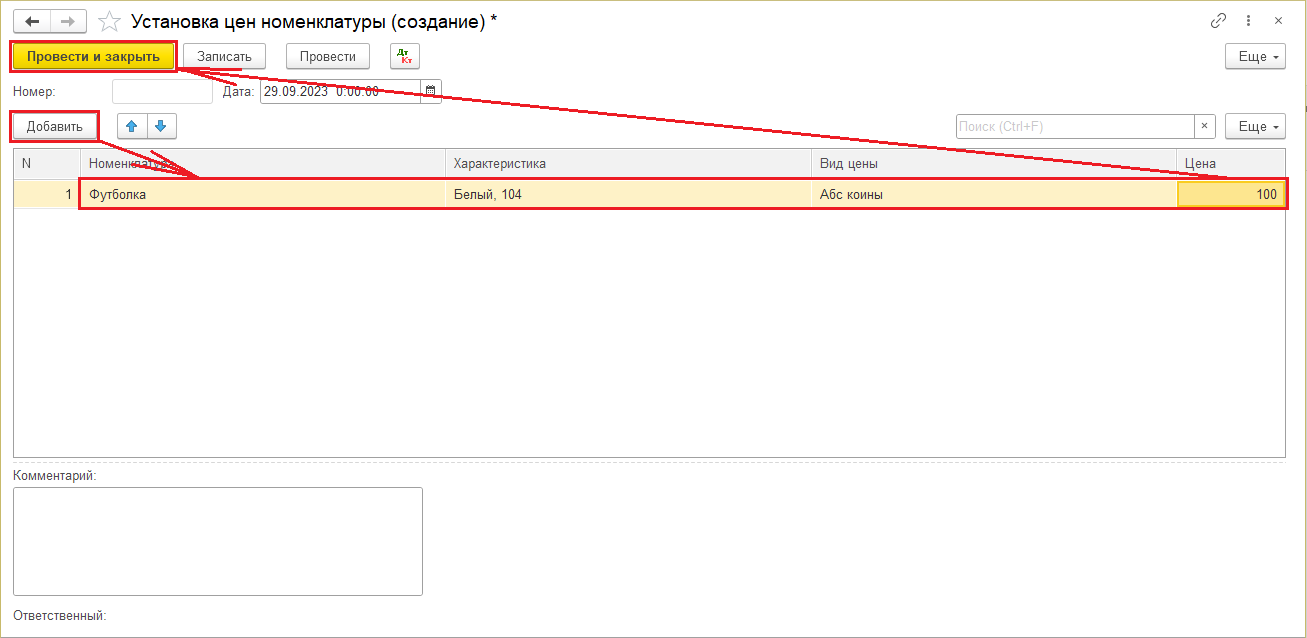 Установка цен номенклатуры (создание) *
Провести и закрыть Записать Провести Дт Кт Еще
Номер: Дата: 29.09.2023 0:00:00
Добавить Поиск (Ctrl+F) × Еще
N Номенклатура Характеристика Вид цены Цена
1 Футболка Белый, 104 Абс коины 100
Комментарий:
Ответственный: